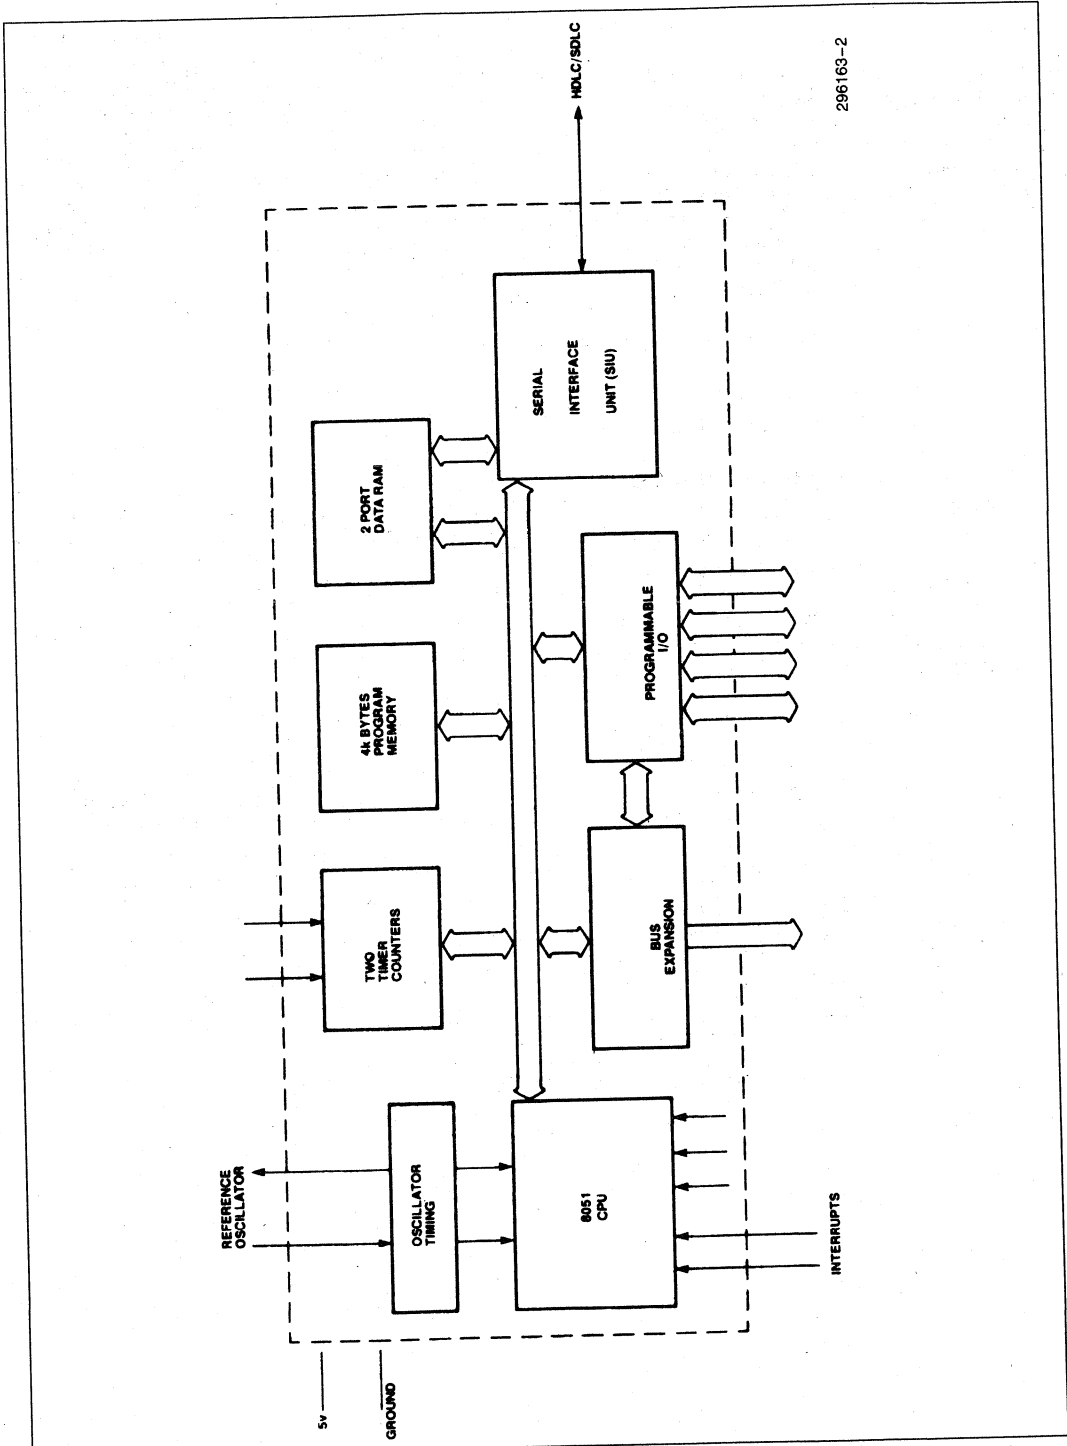 5v
GROUND
REFERENCE
OSCILLATOR
OSCILLATOR
TIMING
8051
CPU
INTERRUPTS
TWO
TIMER
COUNTERS
4k BYTES
PROGRAM
MEMORY
2 PORT
DATA RAM
BUS
EXPANSION
PROGRAMMABLE
I/O
SERIAL
INTERFACE
UNIT (SIU)
HDLC/SDLC
296163-2